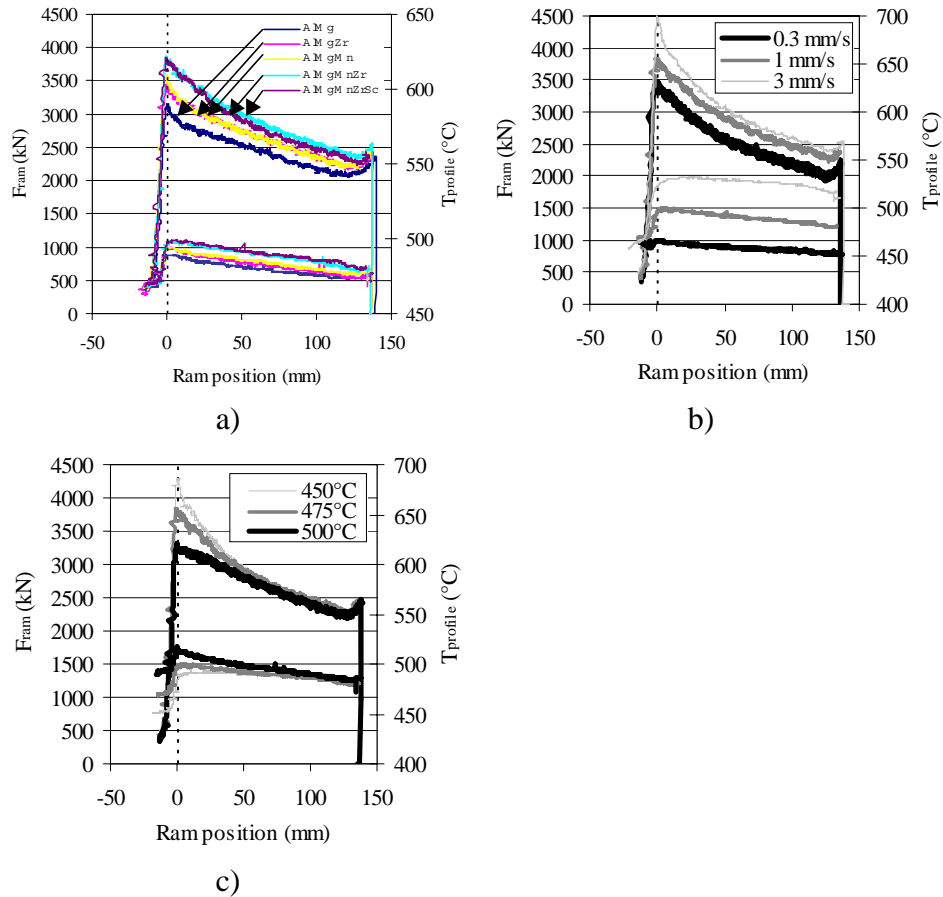 4500
4000
3500
3000
2500
2000
1500
1000
500
0
Fram (kN)
-50 0 50 100 150
Ram position (mm)
650
600
550
500
450
Tprofile (°C)
AlMg
AlMgZr
AlMgMn
AlMgMnZr
AlMgMnZrSc
a)
4500
4000
3500
3000
2500
2000
1500
1000
500
0
Fram (kN)
-50 0 50 100 150
Ram position (mm)
700
650
600
550
500
450
400
Tprofile (°C)
0.3 mm/s
1 mm/s
3 mm/s
b)
4500
4000
3500
3000
2500
2000
1500
1000
500
0
Fram (kN)
-50 0 50 100 150
Ram position (mm)
700
650
600
550
500
450
400
Tprofile (°C)
450°C
475°C
500°C
c)